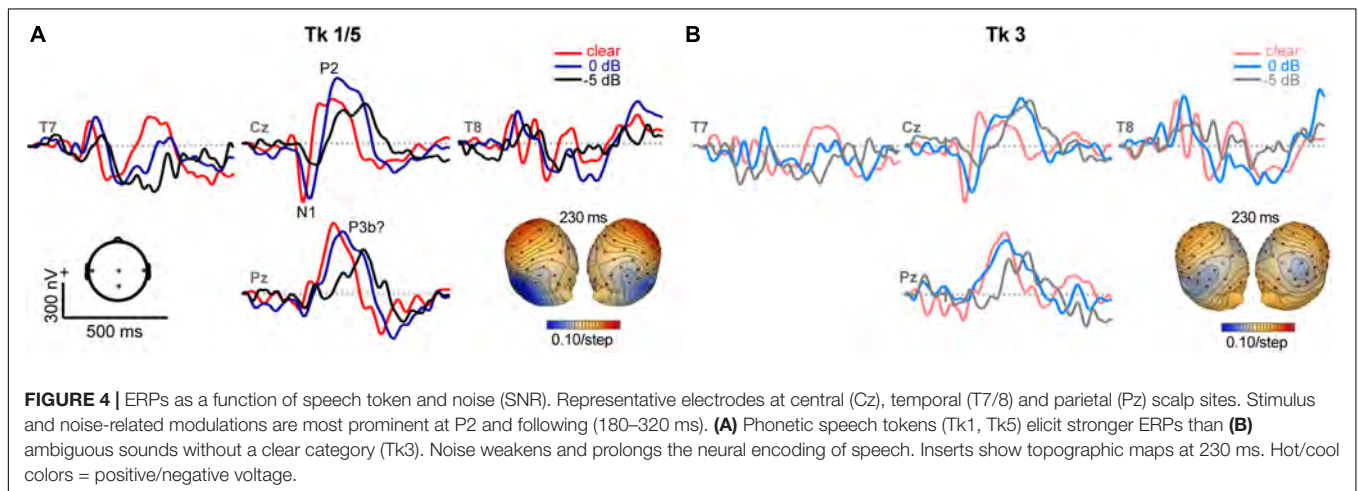 A
Tk 1/5
clear
0 dB
-5 dB
P2
T7
Cz
T8
N1
230 ms
P3b?
Pz
300 nV
+
500 ms
0.10/step
B
Tk 3
clear
0 dB
-5 dB
T7
Cz
T8
230 ms
Pz
0.10/step
FIGURE 4 | ERPs as a function of speech token and noise (SNR). Representative electrodes at central (Cz), temporal (T7/8) and parietal (Pz) scalp sites. Stimulus
and noise-related modulations are most prominent at P2 and following (180–320 ms). (A) Phonetic speech tokens (Tk1, Tk5) elicit stronger ERPs than (B)
ambiguous sounds without a clear category (Tk3). Noise weakens and prolongs the neural encoding of speech. Inserts show topographic maps at 230 ms. Hot/cool
colors = positive/negative voltage.